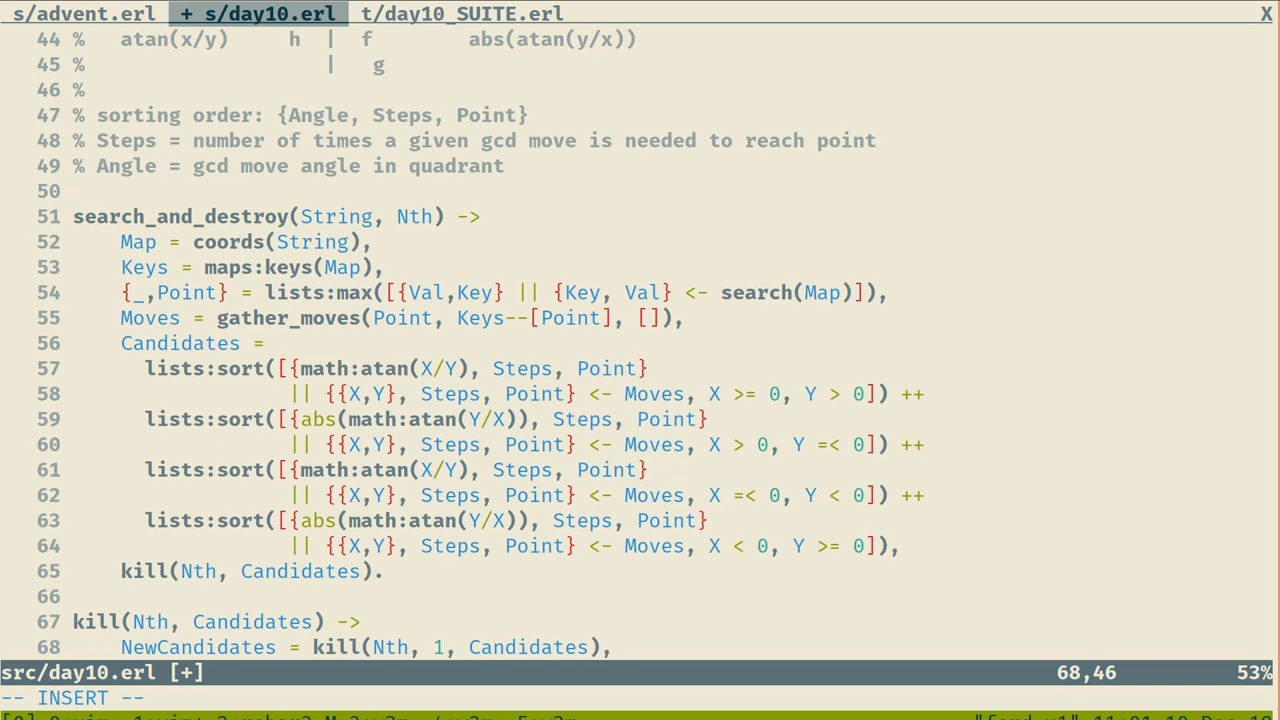 s/advent.erl + s/day10.erl t/day10_SUITE.erl X
44 % atan(x/y) h | f abs(atan(y/x))
45 % | g
46 %
47 % sorting order: {Angle, Steps, Point}
48 % Steps = number of times a given gcd move is needed to reach point
49 % Angle = gcd move angle in quadrant
50
51 search_and_destroy(String, Nth) ->
52 Map = coords(String),
53 Keys = maps:keys(Map),
54 {_,Point} = lists:max([{Val,Key} || {Key, Val} <- search(Map)]),
55 Moves = gather_moves(Point, Keys--[Point], []),
56 Candidates =
57 lists:sort([{math:atan(X/Y), Steps, Point}
58 || {{X,Y}, Steps, Point} <- Moves, X >= 0, Y > 0]) ++
59 lists:sort([{abs(math:atan(Y/X)), Steps, Point}
60 || {{X,Y}, Steps, Point} <- Moves, X > 0, Y =< 0]) ++
61 lists:sort([{math:atan(X/Y), Steps, Point}
62 || {{X,Y}, Steps, Point} <- Moves, X =< 0, Y < 0]) ++
63 lists:sort([{abs(math:atan(Y/X)), Steps, Point}
64 || {{X,Y}, Steps, Point} <- Moves, X < 0, Y >= 0]),
65 kill(Nth, Candidates).
66
67 kill(Nth, Candidates) ->
68 NewCandidates = kill(Nth, 1, Candidates),
src/day10.erl [+] 68,46 53%
-- INSERT --